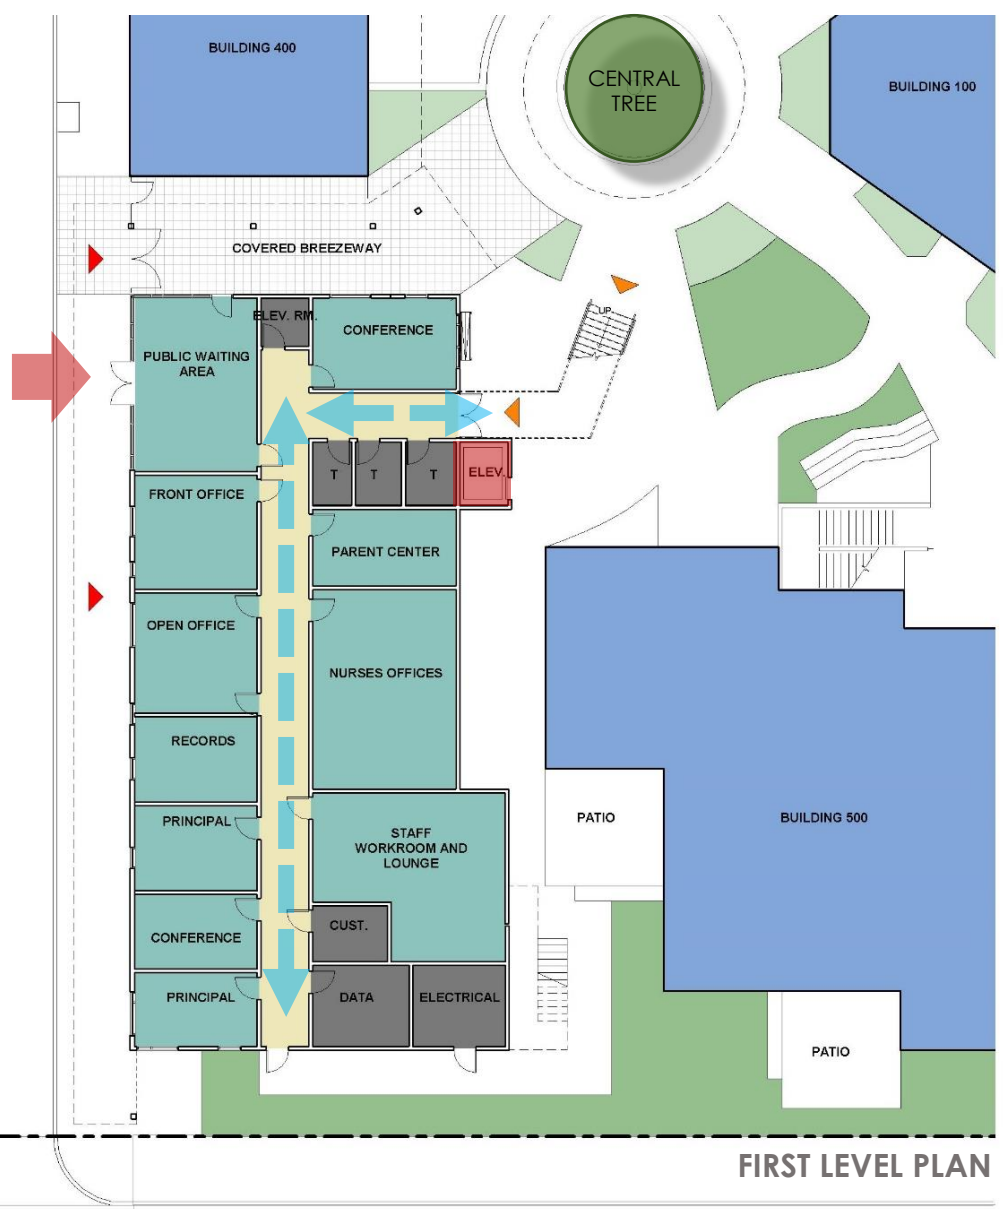 BUILDING 400
CENTRAL
TREE
BUILDING 100
COVERED BREEZEWAY
ELEV. RM.
UP
CONFERENCE
PUBLIC WAITING
AREA
T
T
T
ELEV.
FRONT OFFICE
PARENT CENTER
OPEN OFFICE
NURSES OFFICES
RECORDS
PRINCIPAL
STAFF
WORKROOM AND
LOUNGE
PATIO
BUILDING 500
CUST.
CONFERENCE
PRINCIPAL
DATA
ELECTRICAL
PATIO
FIRST LEVEL PLAN